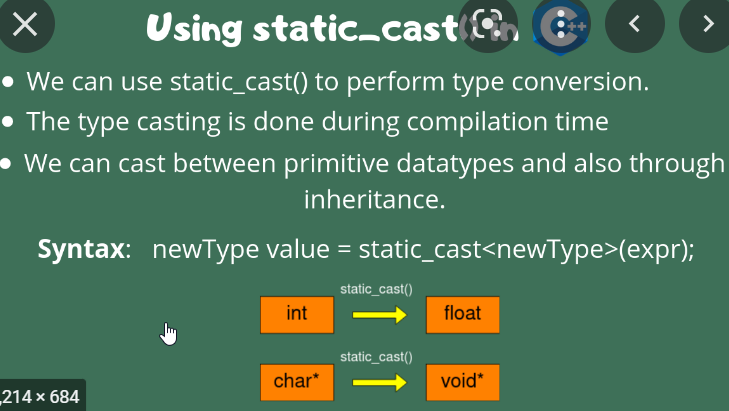 Using static_cast() in
• We can use static_cast() to perform type conversion.
• The type casting is done during compilation time
• We can cast between primitive datatypes and also through
inheritance.
Syntax: newType value = static_cast<newType>(expr);
static_cast()
int float
static_cast()
char* void*
,214 × 684